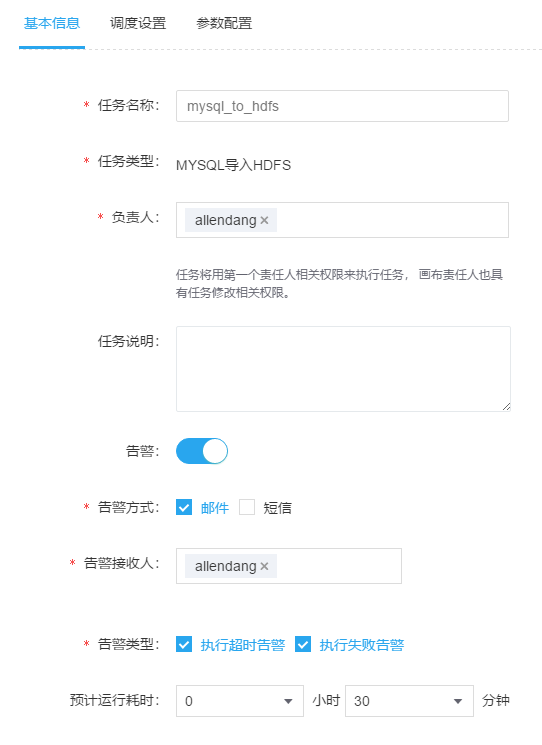 基本信息 调度设置 参数配置
* 任务名称： mysql_to_hdfs
* 任务类型： MYSQL导入HDFS
* 负责人： allendang ×
任务将用第一个责任人相关权限来执行任务， 画布责任人也具
有任务修改相关权限。
任务说明：
告警：
* 告警方式： 邮件 短信
* 告警接收人： allendang ×
* 告警类型： 执行超时告警 执行失败告警
预计运行耗时： 0 小时 30 分钟